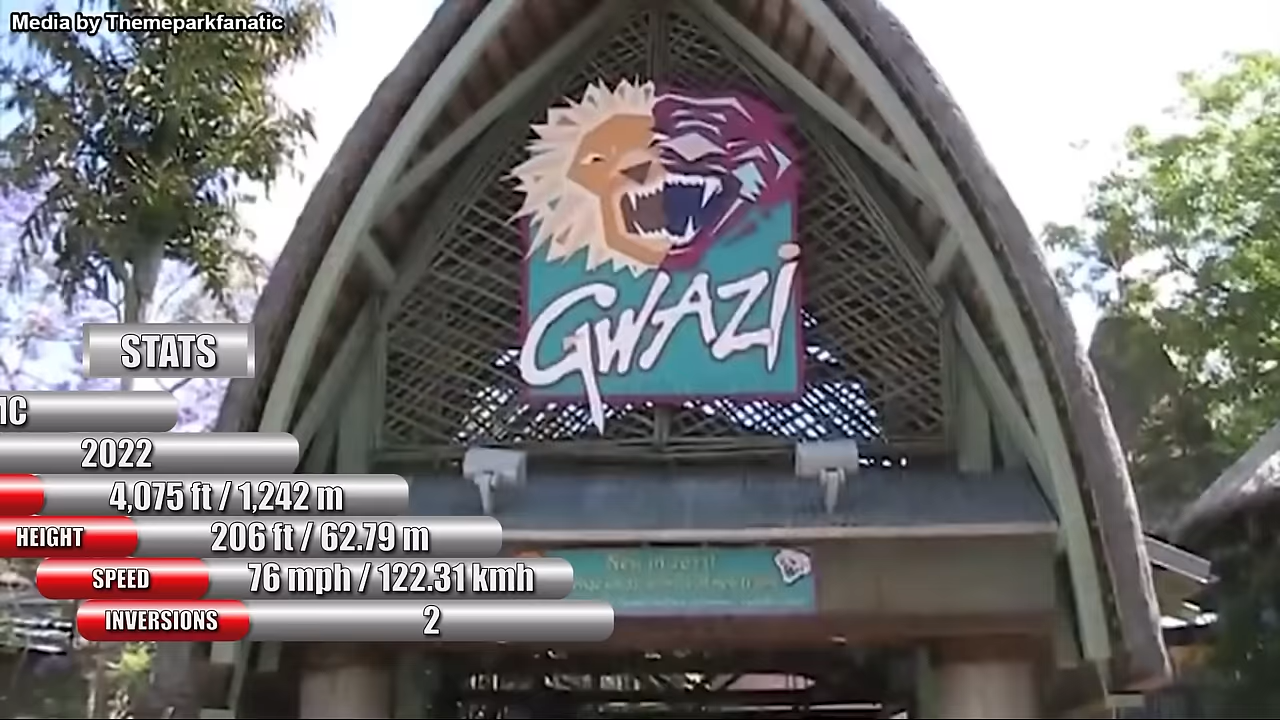 Media by Themeparkfanatic
GWAZI
STATS
2022
4,075 ft / 1,242 m
HEIGHT 206 ft / 62.79 m
SPEED 76 mph / 122.31 kmh
INVERSIONS 2